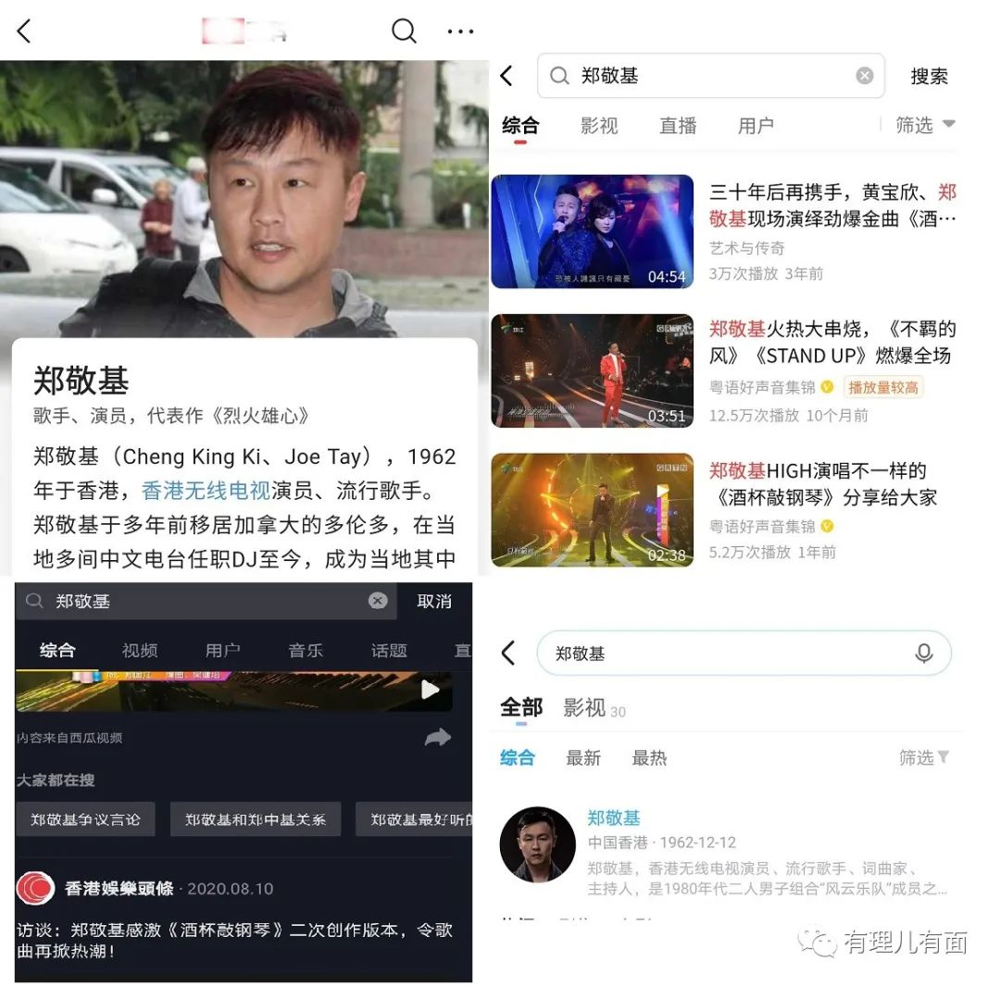 郑敬基
歌手、演员，代表作《烈火雄心》
郑敬基（Cheng King Ki、Joe Tay），1962
年于香港，香港无线电视演员、流行歌手。
郑敬基于多年前移居加拿大的多伦多，在当
地多间中文电台任职DJ至今，成为当地其中
郑敬基
搜索
综合 影视 直播 用户 筛选
恐被人譏諷只有藏憂
04:54
三十年后再携手，黄宝欣、郑
敬基现场演绎劲爆金曲《酒…
艺术与传奇
3万次播放 3年前
珠江
GRTN
03:51
郑敬基火热大串烧，《不羁的
风》《STAND UP》燃爆全场
粤语好声音集锦 播放量较高
12.5万次播放 10个月前
GRTN
02:38
郑敬基HIGH演唱不一样的
《酒杯敲钢琴》分享给大家
粤语好声音集锦
5.2万次播放 1年前
郑敬基 取消
综合 视频 用户 音乐 话题 直
内容来自西瓜视频
大家都在搜
郑敬基争议言论 郑敬基和郑中基关系 郑敬基最好听的
香港娛樂頭條 · 2020.08.10
访谈：郑敬基感激《酒杯敲钢琴》二次创作版本，令歌
曲再掀热潮！
郑敬基
全部 影视 30
综合 最新 最热 筛选
郑敬基
中国香港 · 1962-12-12
郑敬基，香港无线电视演员、流行歌手、词曲家、
主持人，是1980年代二人男子组合“风云乐队”成员之...
有理儿有面